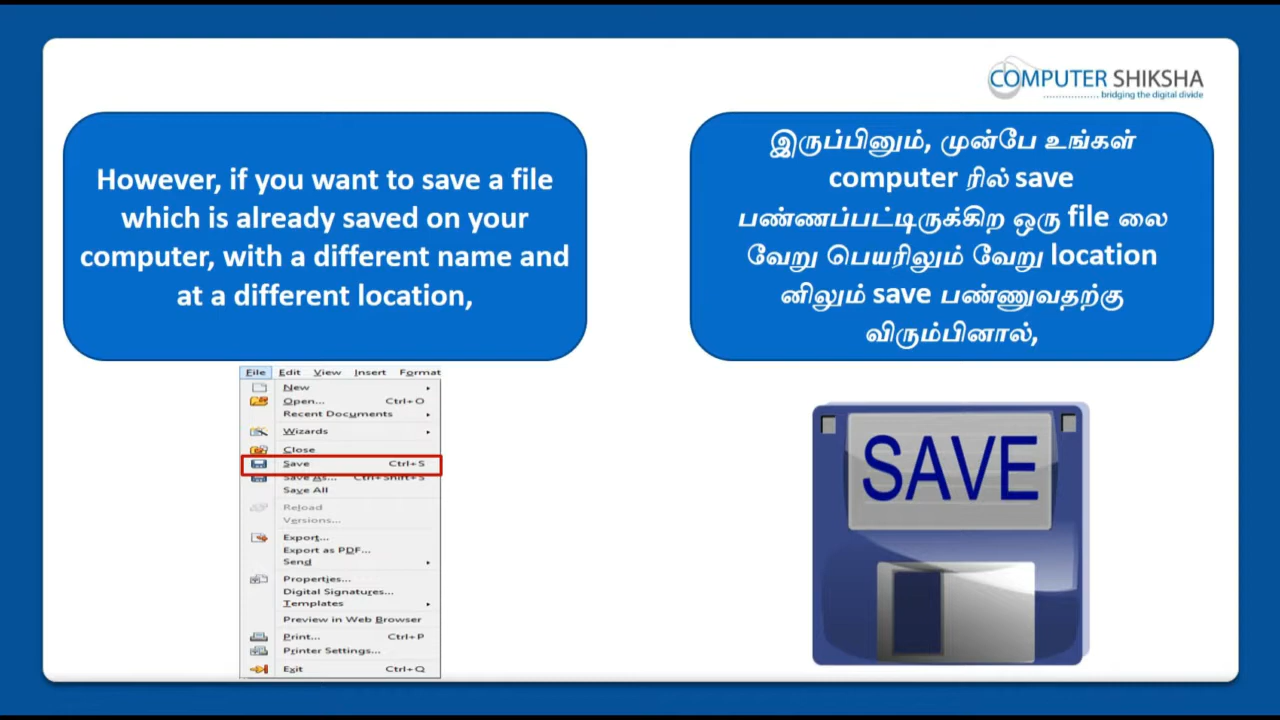 COMPUTER SHIKSHA
bridging the digital divide
However, if you want to save a file
which is already saved on your
computer, with a different name and
at a different location,
இருப்பினும், முன்பே உங்கள்
computer ரில் save
பண்ணப்பட்டிருக்கிற ஒரு file லை
வேறு பெயரிலும் வேறு location
னிலும் save பண்ணுவதற்கு
விரும்பினால்,
File Edit View Insert Format
New
Open... Ctrl+O
Recent Documents
Wizards
Close
Save Ctrl+S
Save As... Ctrl+Shift+S
Save All
Reload
Versions...
Export...
Export as PDF...
Send
Properties...
Digital Signatures...
Templates
Preview in Web Browser
Print... Ctrl+P
Printer Settings...
Exit Ctrl+Q
SAVE